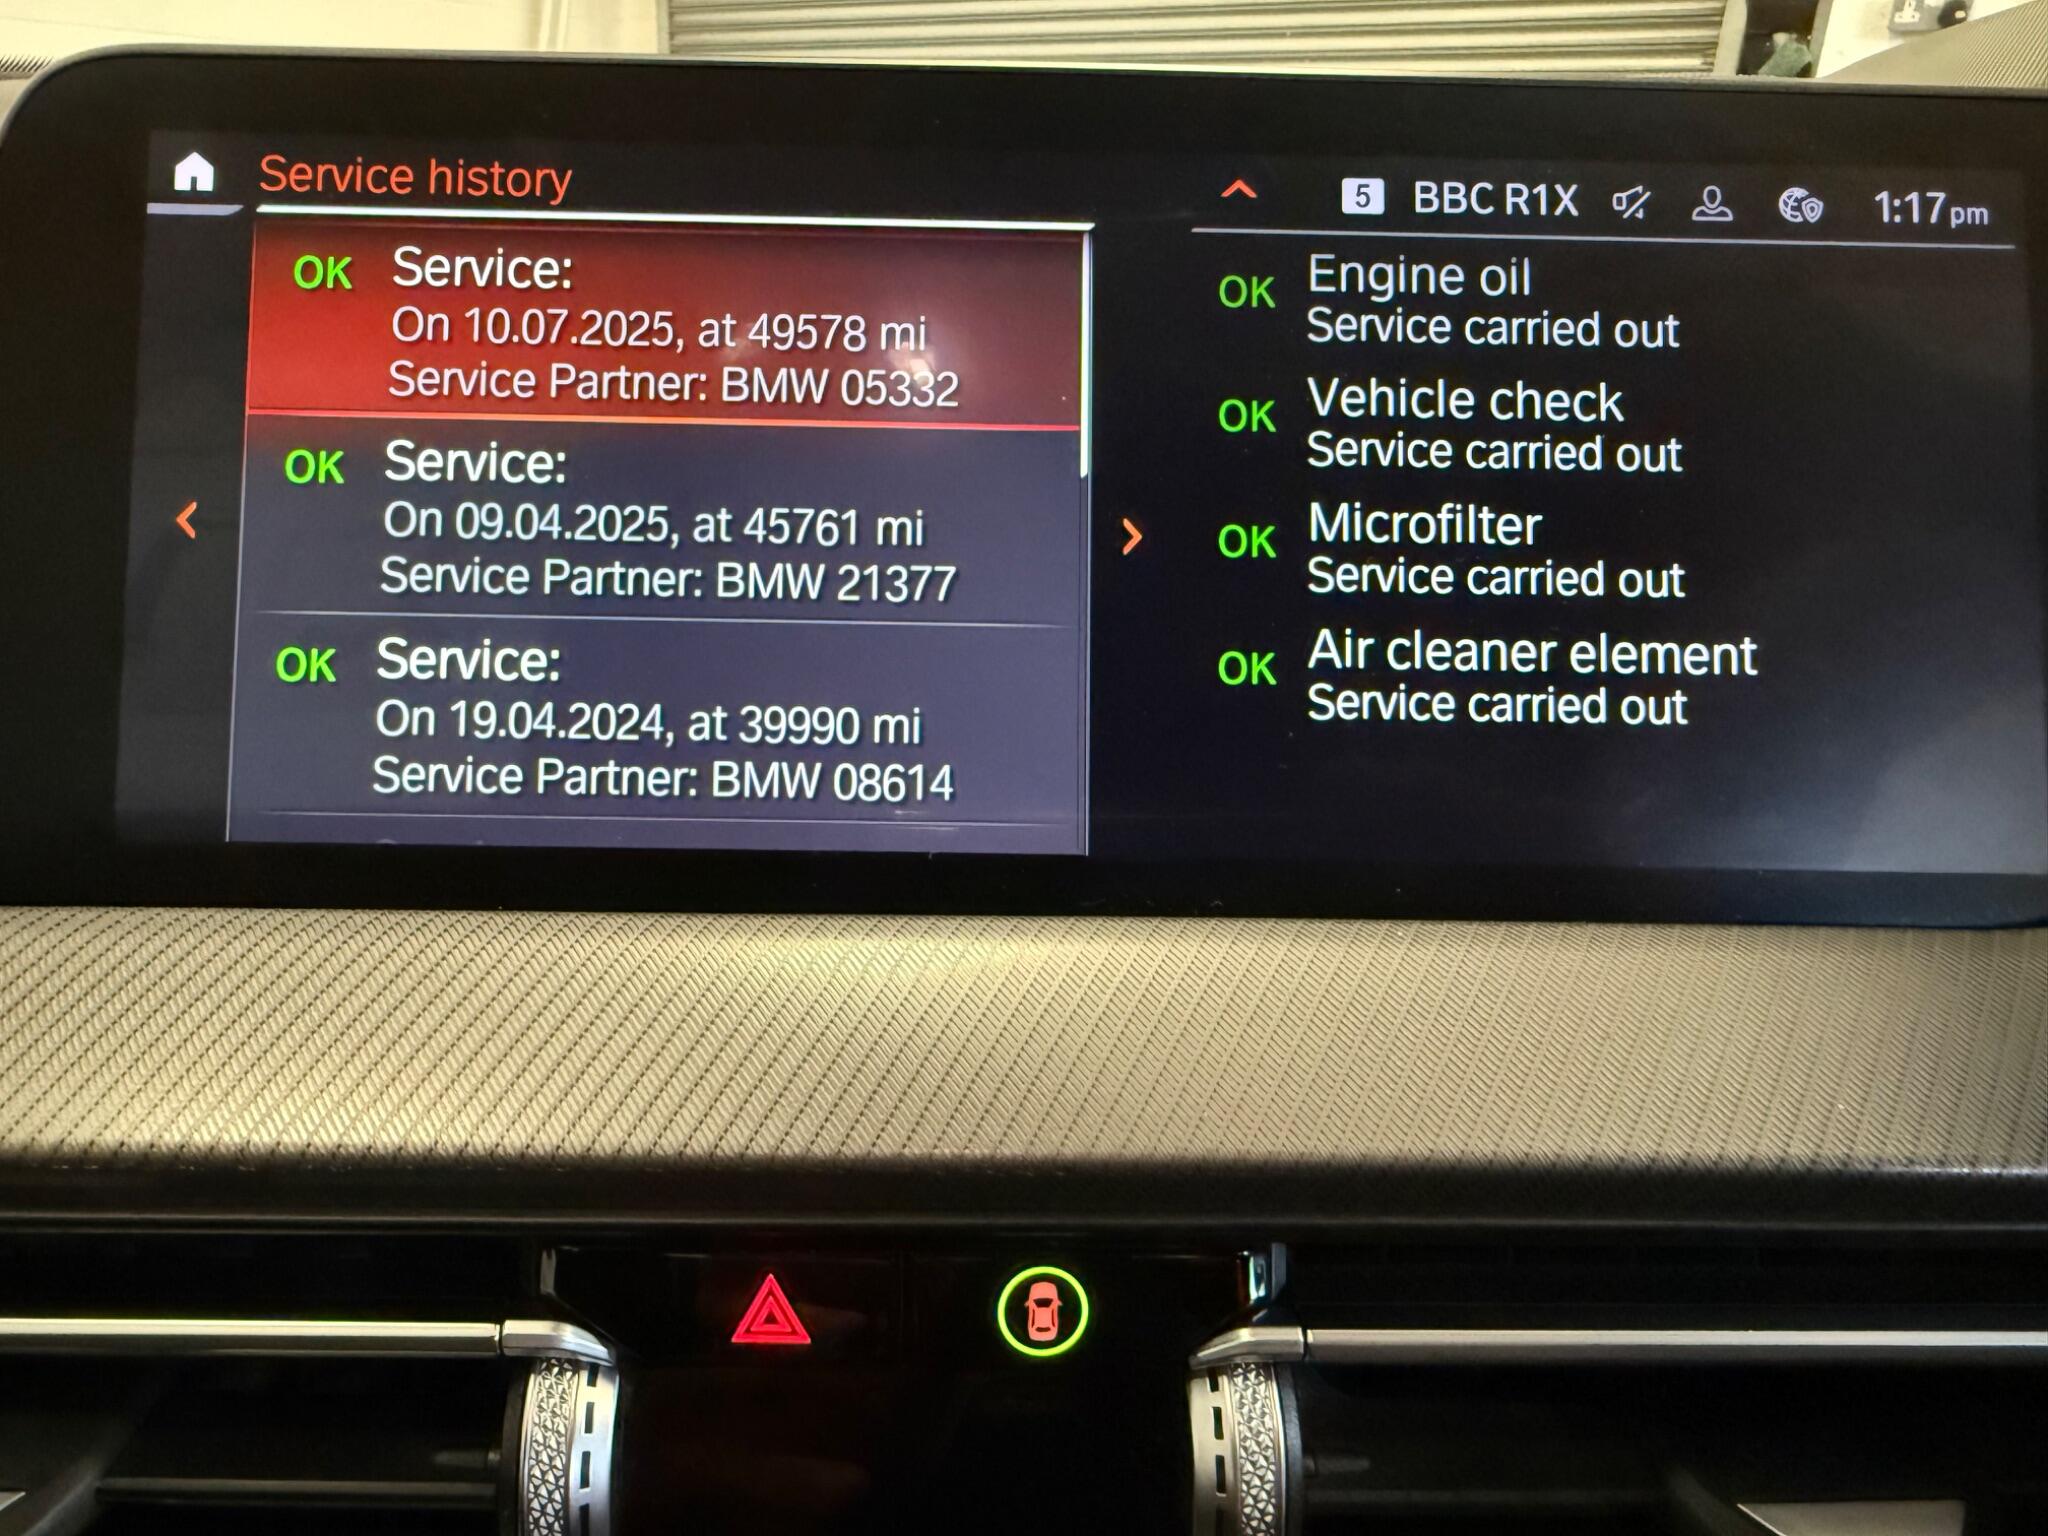 Service history
5 BBC R1X 1:17pm
OK Service:
On 10.07.2025, at 49578 mi
Service Partner: BMW 05332
OK Service:
On 09.04.2025, at 45761 mi
Service Partner: BMW 21377
OK Service:
On 19.04.2024, at 39990 mi
Service Partner: BMW 08614
OK Engine oil
Service carried out
OK Vehicle check
Service carried out
OK Microfilter
Service carried out
OK Air cleaner element
Service carried out